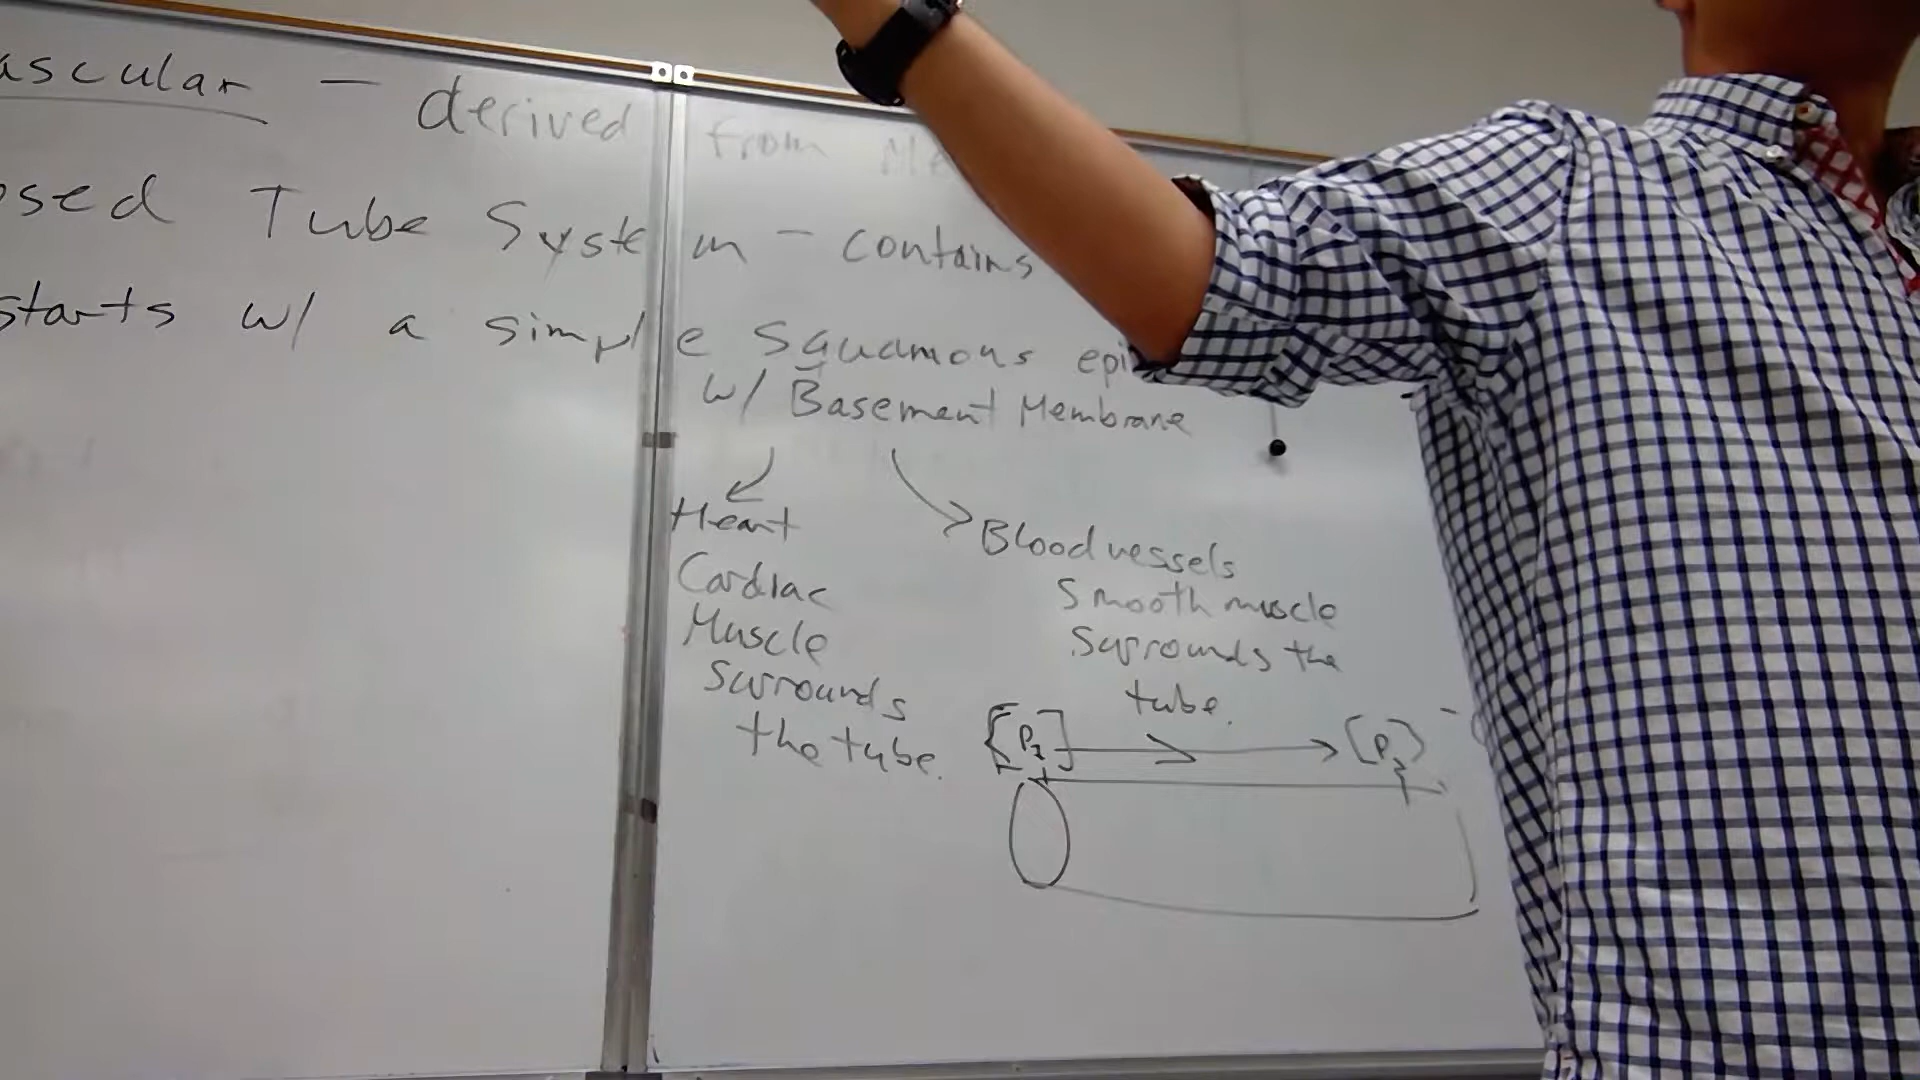 ascular - derived from Me
osed Tube System - contains
starts w/ a simple squamous epi
w/ Basement Membrane
Heart
Cardiac
Muscle
surrounds
the tube.
Blood vessels
Smooth muscle
surrounds the
tube.